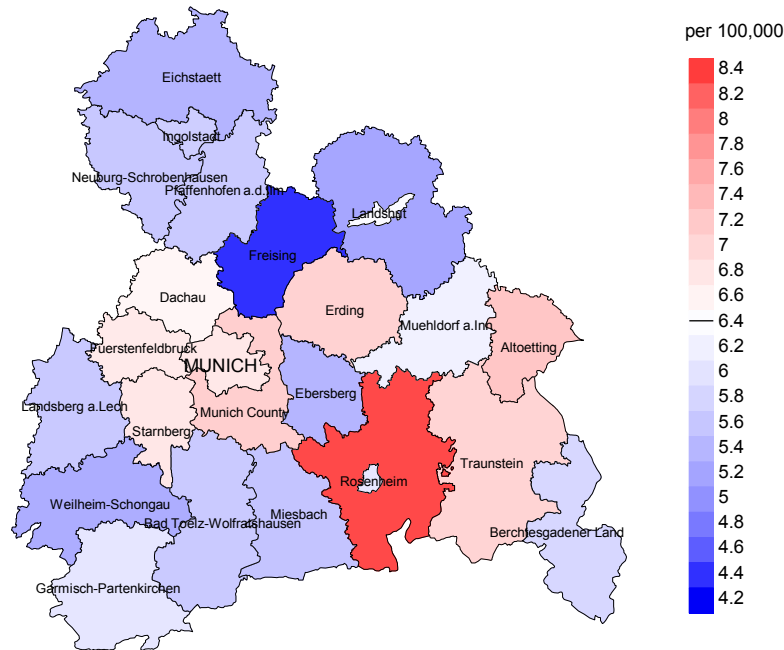 per 100,000
8.4
8.2
8
7.8
7.6
7.4
7.2
7
6.8
6.6
6.4
6.2
6
5.8
5.6
5.4
5.2
5
4.8
4.6
4.4
4.2
Eichstaett
Ingolstadt
Neuburg-Schrobenhausen
Pfaffenhofen a.d.Ilm
Landshut
Freising
Dachau
Erding
Muehldorf a.Inn
Altoetting
Fuerstenfeldbruck
MUNICH
Ebersberg
Landsberg a.Lech
Munich County
Starnberg
Traunstein
Rosenheim
Weilheim-Schongau
Miesbach
Bad Toelz-Wolfratshausen
Berchtesgadener Land
Garmisch-Partenkirchen